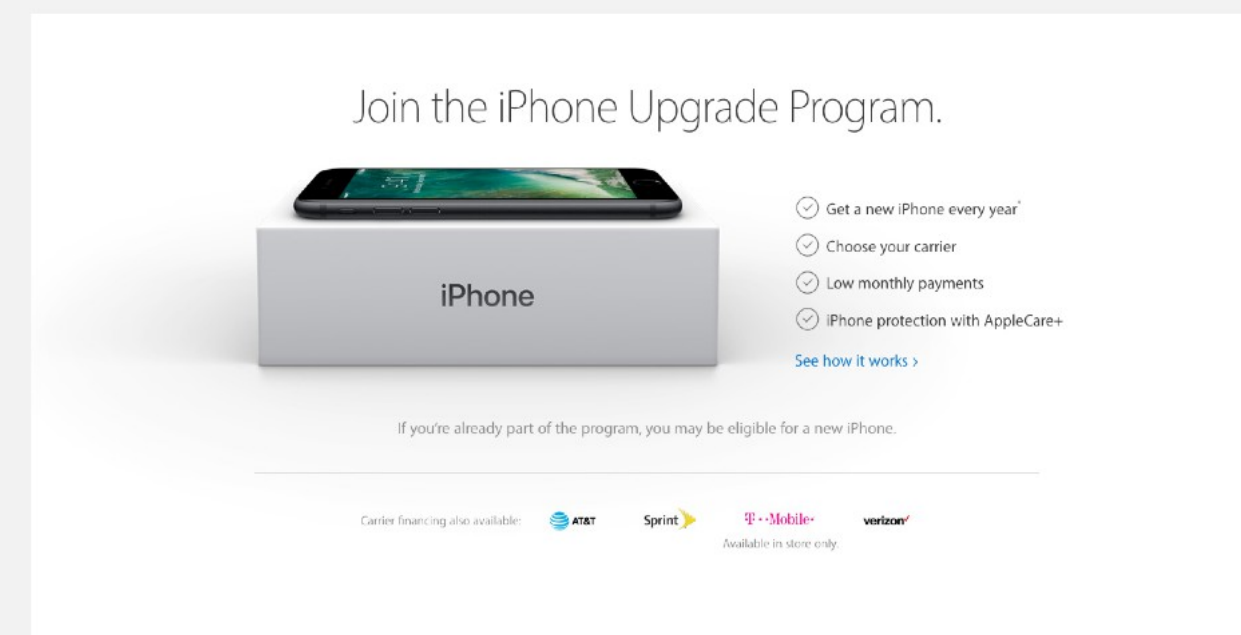 Join the iPhone Upgrade Program.
iPhone
Get a new iPhone every year*
Choose your carrier
Low monthly payments
iPhone protection with AppleCare+
See how it works >
If you're already part of the program, you may be eligible for a new iPhone.
Carrier financing also available: AT&T Sprint T··Mobile· verizon✓
Available in store only.